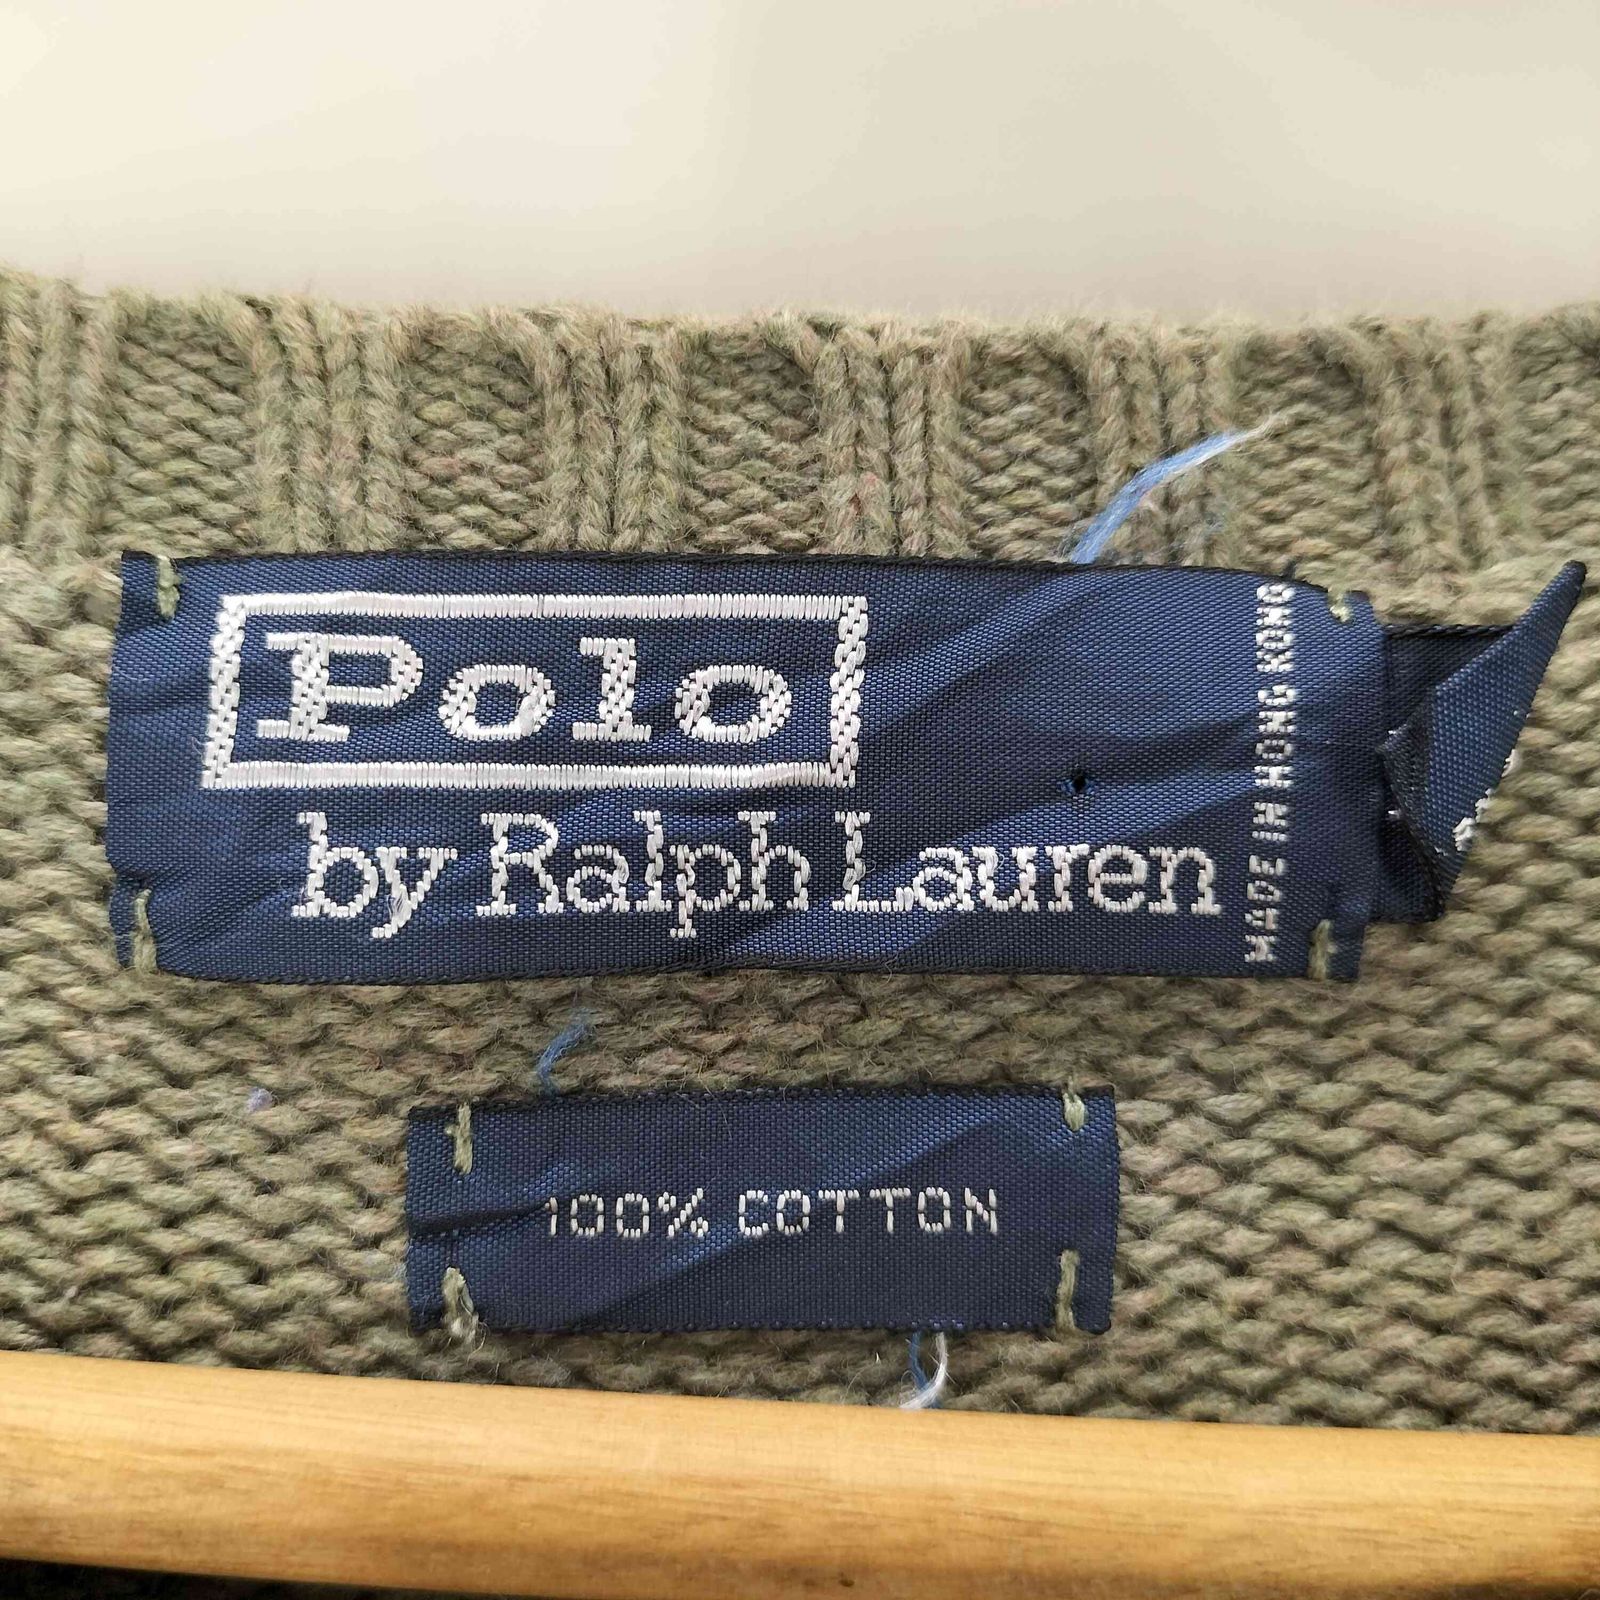 Polo
by Ralph Lauren
MADE IN HONG KONG
100% COTTON